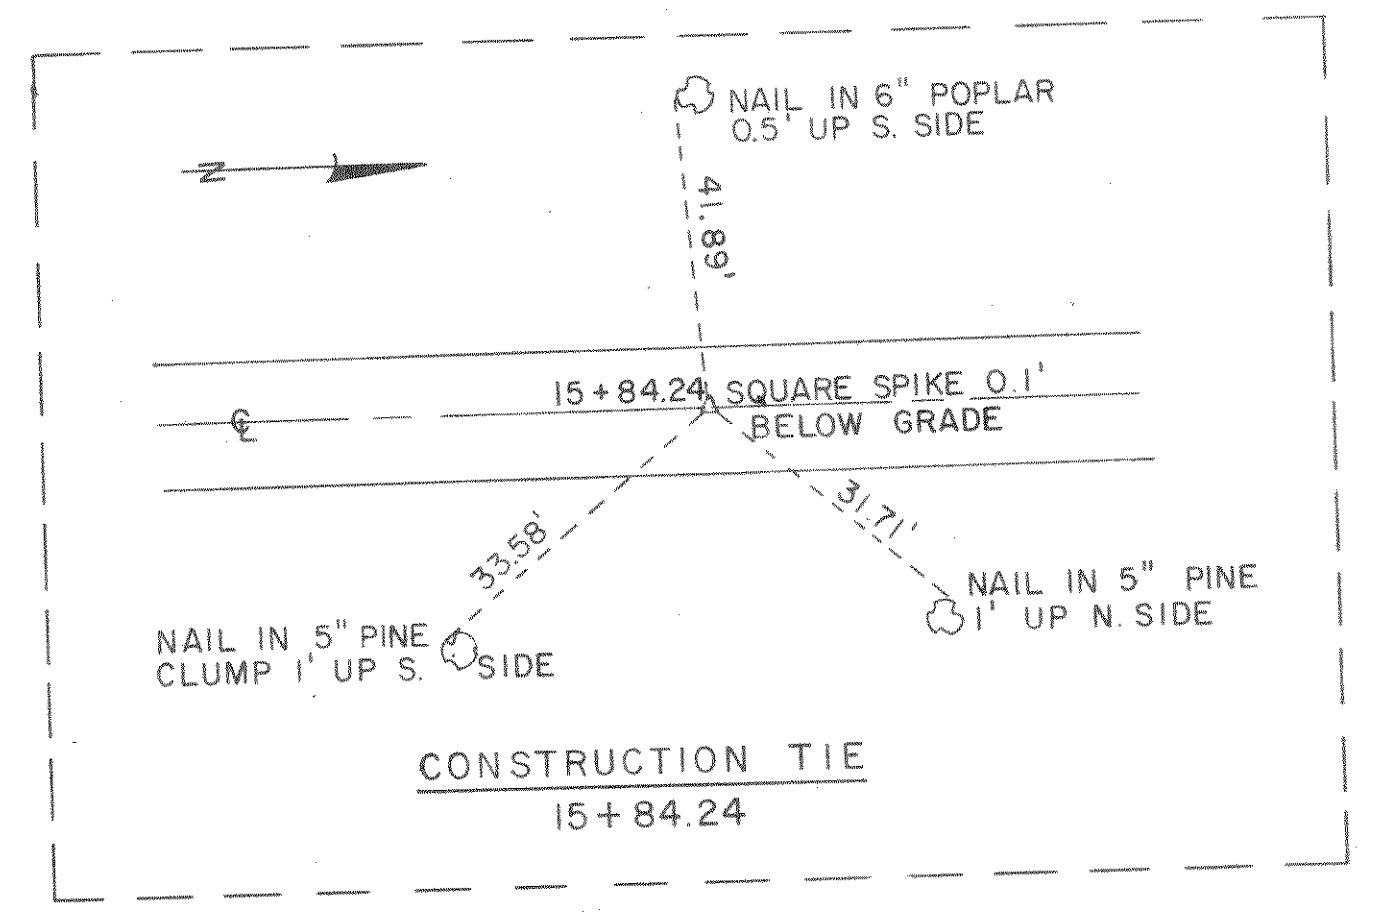 NAIL IN 6" POPLAR
0.5' UP S. SIDE
N
41.89'
15+84.24 SQUARE SPIKE 0.1'
BELOW GRADE
℄
33.58'
31.71'
NAIL IN 5" PINE
1' UP N. SIDE
NAIL IN 5" PINE
CLUMP 1' UP S. SIDE
CONSTRUCTION TIE
15+84.24